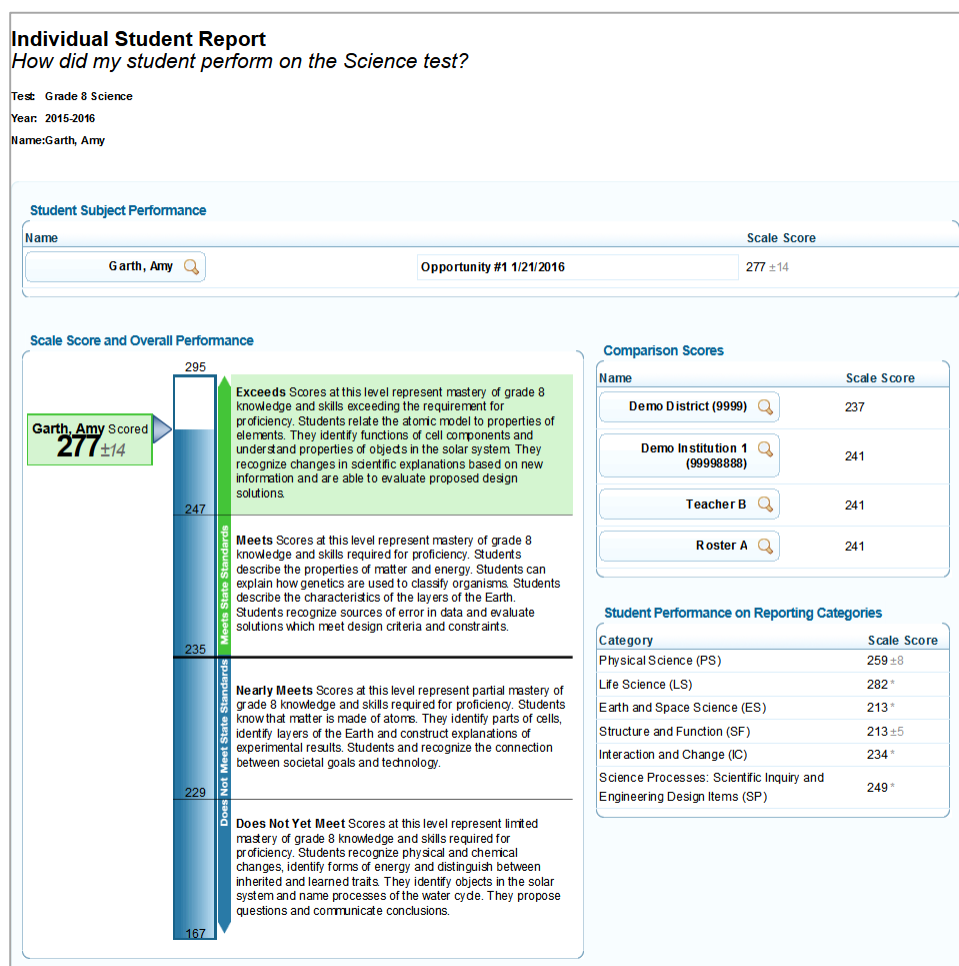 Individual Student Report
How did my student perform on the Science test?
Test: Grade 8 Science
Year: 2015-2016
Name:Garth, Amy
Student Subject Performance
Name Scale Score
Garth, Amy Opportunity #1 1/21/2016 277 ±14
Scale Score and Overall Performance
295
Garth, Amy Scored
277±14
247
235
229
167
Meets State Standards
Does Not Meet State Standards
Exceeds Scores at this level represent mastery of grade 8
knowledge and skills exceeding the requirement for
proficiency. Students relate the atomic model to properties of
elements. They identify functions of cell components and
understand properties of objects in the solar system. They
recognize changes in scientific explanations based on new
information and are able to evaluate proposed design
solutions.
Meets Scores at this level represent mastery of grade 8
knowledge and skills required for proficiency. Students
describe the properties of matter and energy. Students can
explain how genetics are used to classify organisms. Students
describe the characteristics of the layers of the Earth.
Students recognize sources of error in data and evaluate
solutions which meet design criteria and constraints.
Nearly Meets Scores at this level represent partial mastery of
grade 8 knowledge and skills required for proficiency. Students
know that matter is made of atoms. They identify parts of cells,
identify layers of the Earth and construct explanations of
experimental results. Students and recognize the connection
between societal goals and technology.
Does Not Yet Meet Scores at this level represent limited
mastery of grade 8 knowledge and skills required for
proficiency. Students recognize physical and chemical
changes, identify forms of energy and distinguish between
inherited and learned traits. They identify objects in the solar
system and name processes of the water cycle. They propose
questions and communicate conclusions.
Comparison Scores
Name Scale Score
Demo District (9999) 237
Demo Institution 1
(99998888) 241
Teacher B 241
Roster A 241
Student Performance on Reporting Categories
Category Scale Score
Physical Science (PS) 259 ±8
Life Science (LS) 282 *
Earth and Space Science (ES) 213 *
Structure and Function (SF) 213 ±5
Interaction and Change (IC) 234 *
Science Processes: Scientific Inquiry and
Engineering Design Items (SP) 249 *